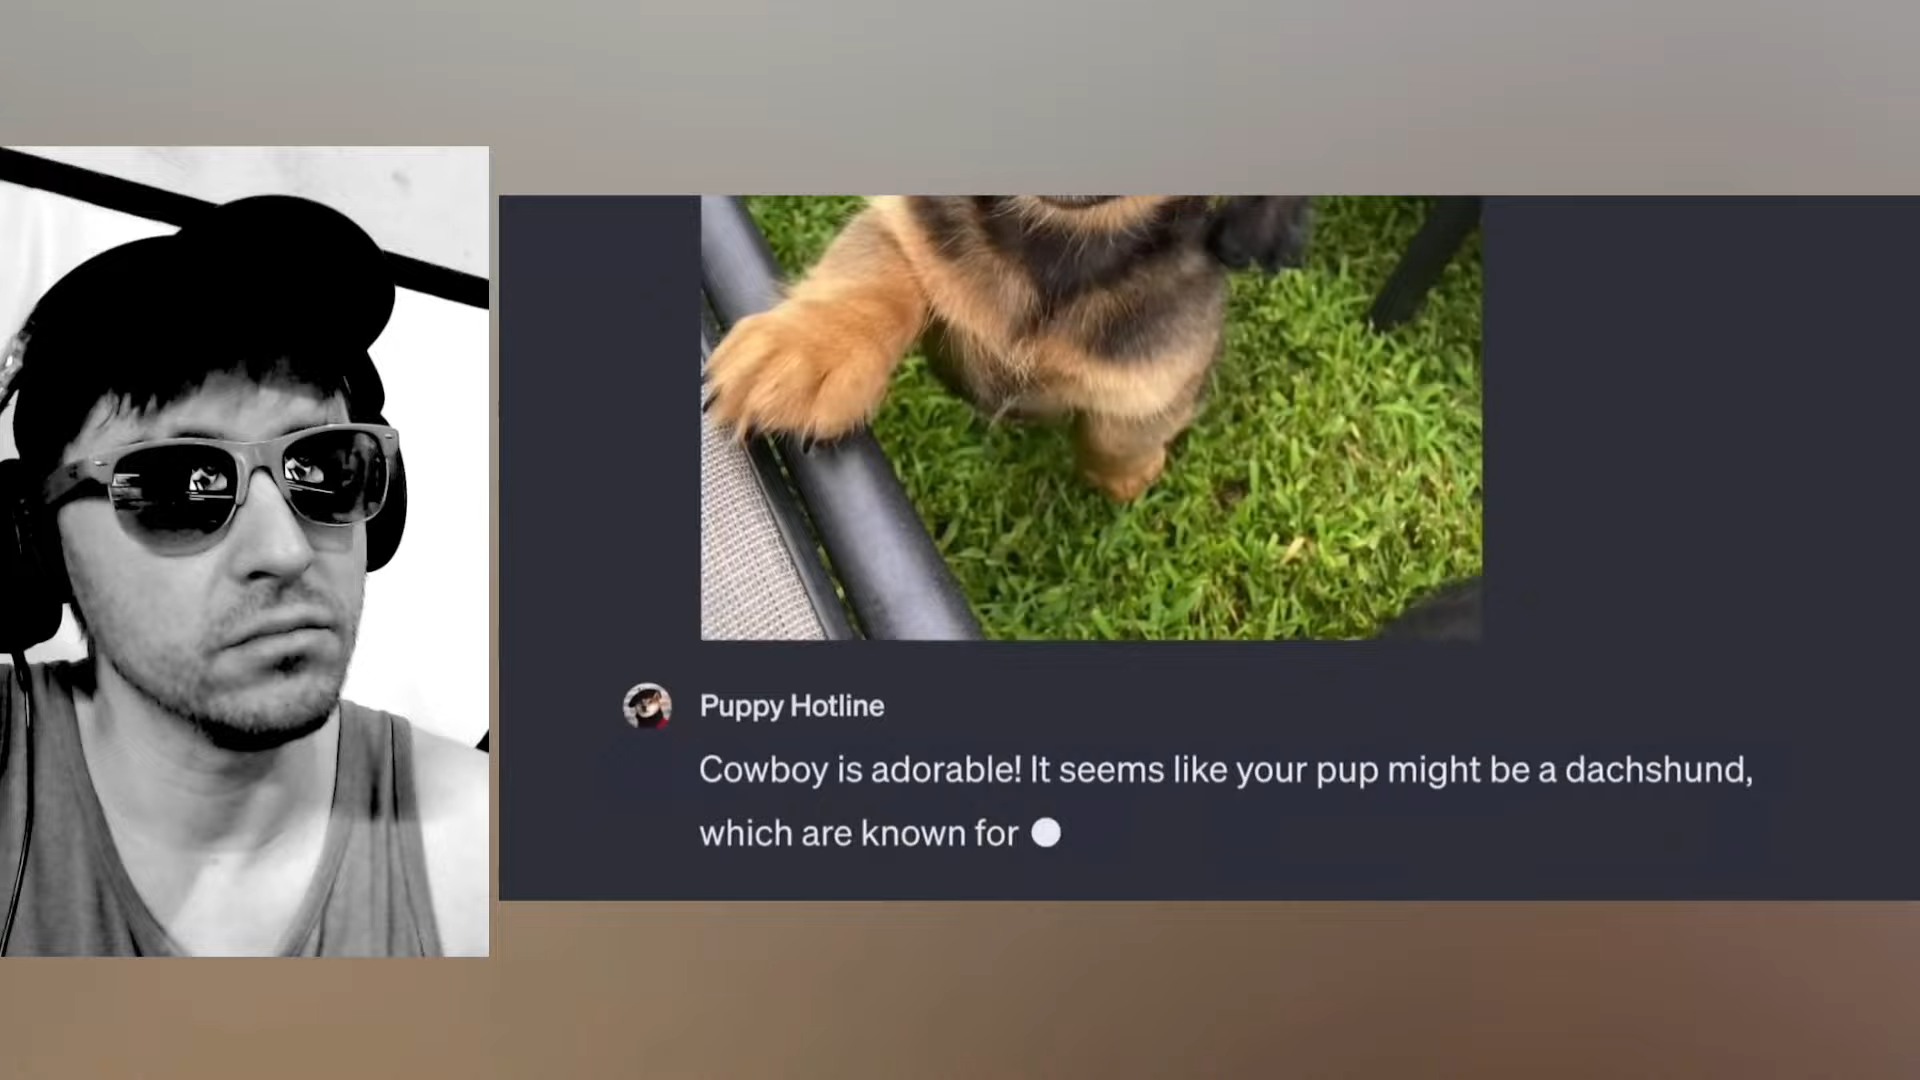 Puppy Hotline
Cowboy is adorable! It seems like your pup might be a dachshund,
which are known for